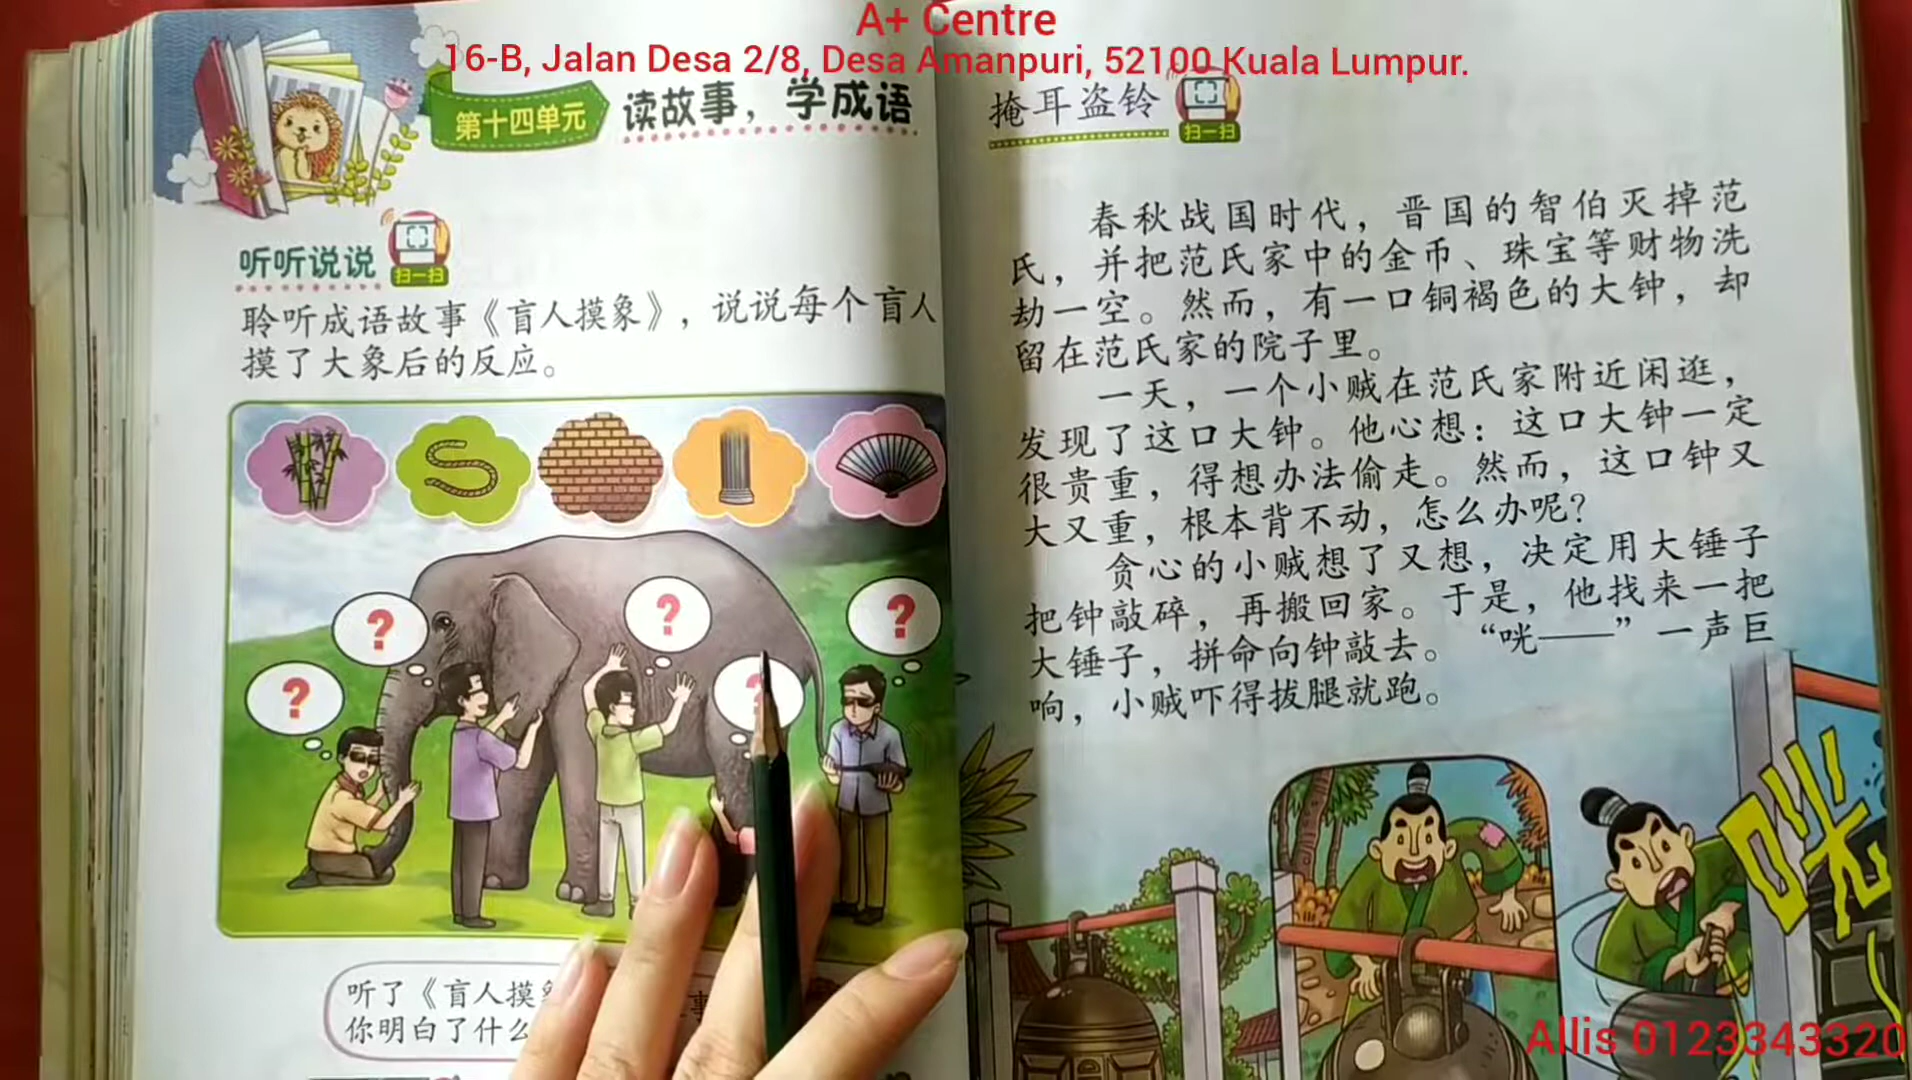 A+ Centre
16-B, Jalan Desa 2/8, Desa Amanpuri, 52100 Kuala Lumpur.
第十四单元
读故事，学成语
听听说说
扫一扫
聆听成语故事《盲人摸象》，说说每个盲人
摸了大象后的反应。
?
?
?
?
?
听了《盲人摸象
你明白了什么
事
掩耳盗铃
扫一扫
春秋战国时代，晋国的智伯灭掉范
氏，并把范氏家中的金币、珠宝等财物洗
劫一空。然而，有一口铜褐色的大钟，却
留在范氏家的院子里。
一天，一个小贼在范氏家附近闲逛，
发现了这口大钟。他心想：这口大钟一定
很贵重，得想办法偷走。然而，这口钟又
大又重，根本背不动，怎么办呢？
贪心的小贼想了又想，决定用大锤子
把钟敲碎，再搬回家。于是，他找来一把
大锤子，拼命向钟敲去。“咣——”一声巨
响，小贼吓得拔腿就跑。
咣
Allis 0123343320